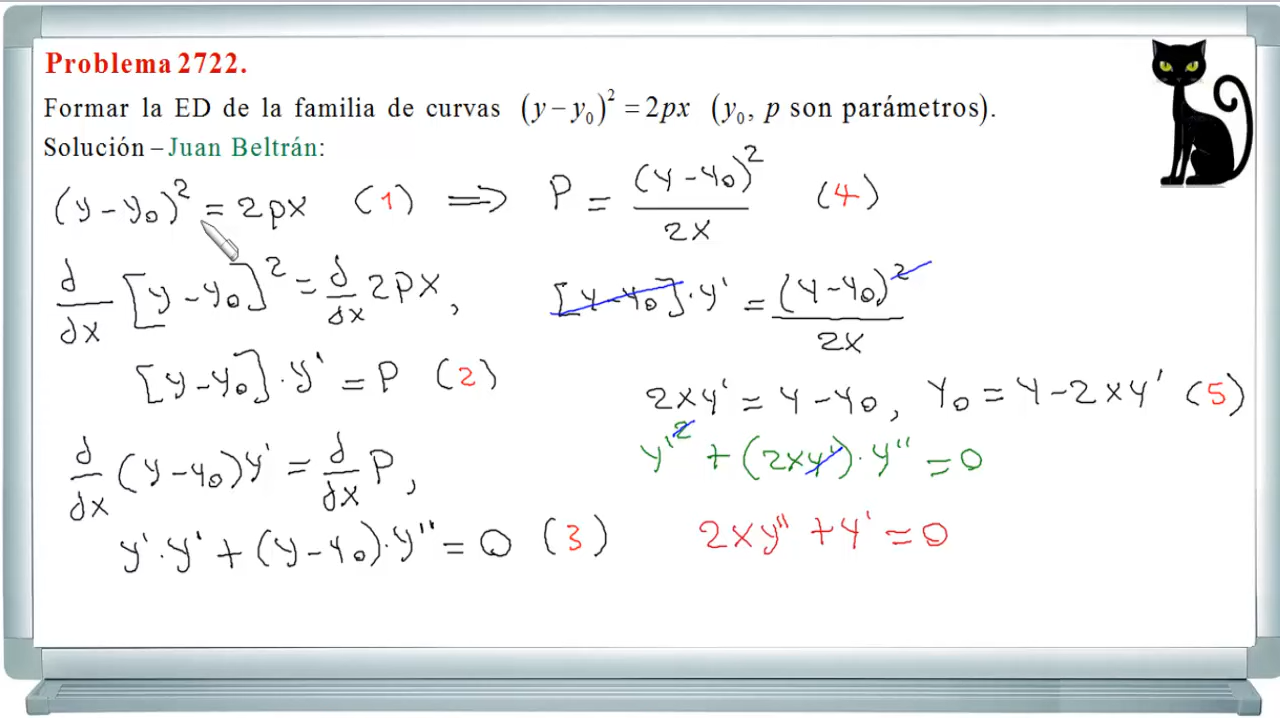 Problema 2722.
Formar la ED de la familia de curvas (y − y₀)² = 2px (y₀, p son parámetros).
Solución – Juan Beltrán:
(y − y₀)² = 2px (1) ⟹ P = (y − y₀)² / 2x (4)
d/dx [y − y₀]² = d/dx 2px, [y − y₀] · y' = (y − y₀)² / 2x
[y − y₀] · y' = P (2)
2xy' = y − y₀, y₀ = y − 2xy' (5)
d/dx (y − y₀)y' = d/dx P,
y'² + (2xy') · y'' = 0
y' · y' + (y − y₀) · y'' = 0 (3)
2xy'' + y' = 0